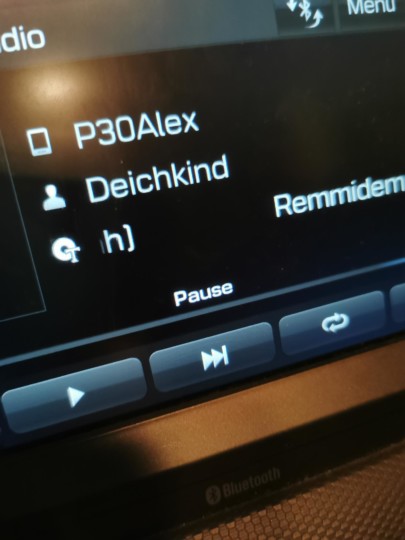 dio
Menu
P30Alex
Deichkind
Remmidem
h)
Pause
Bluetooth